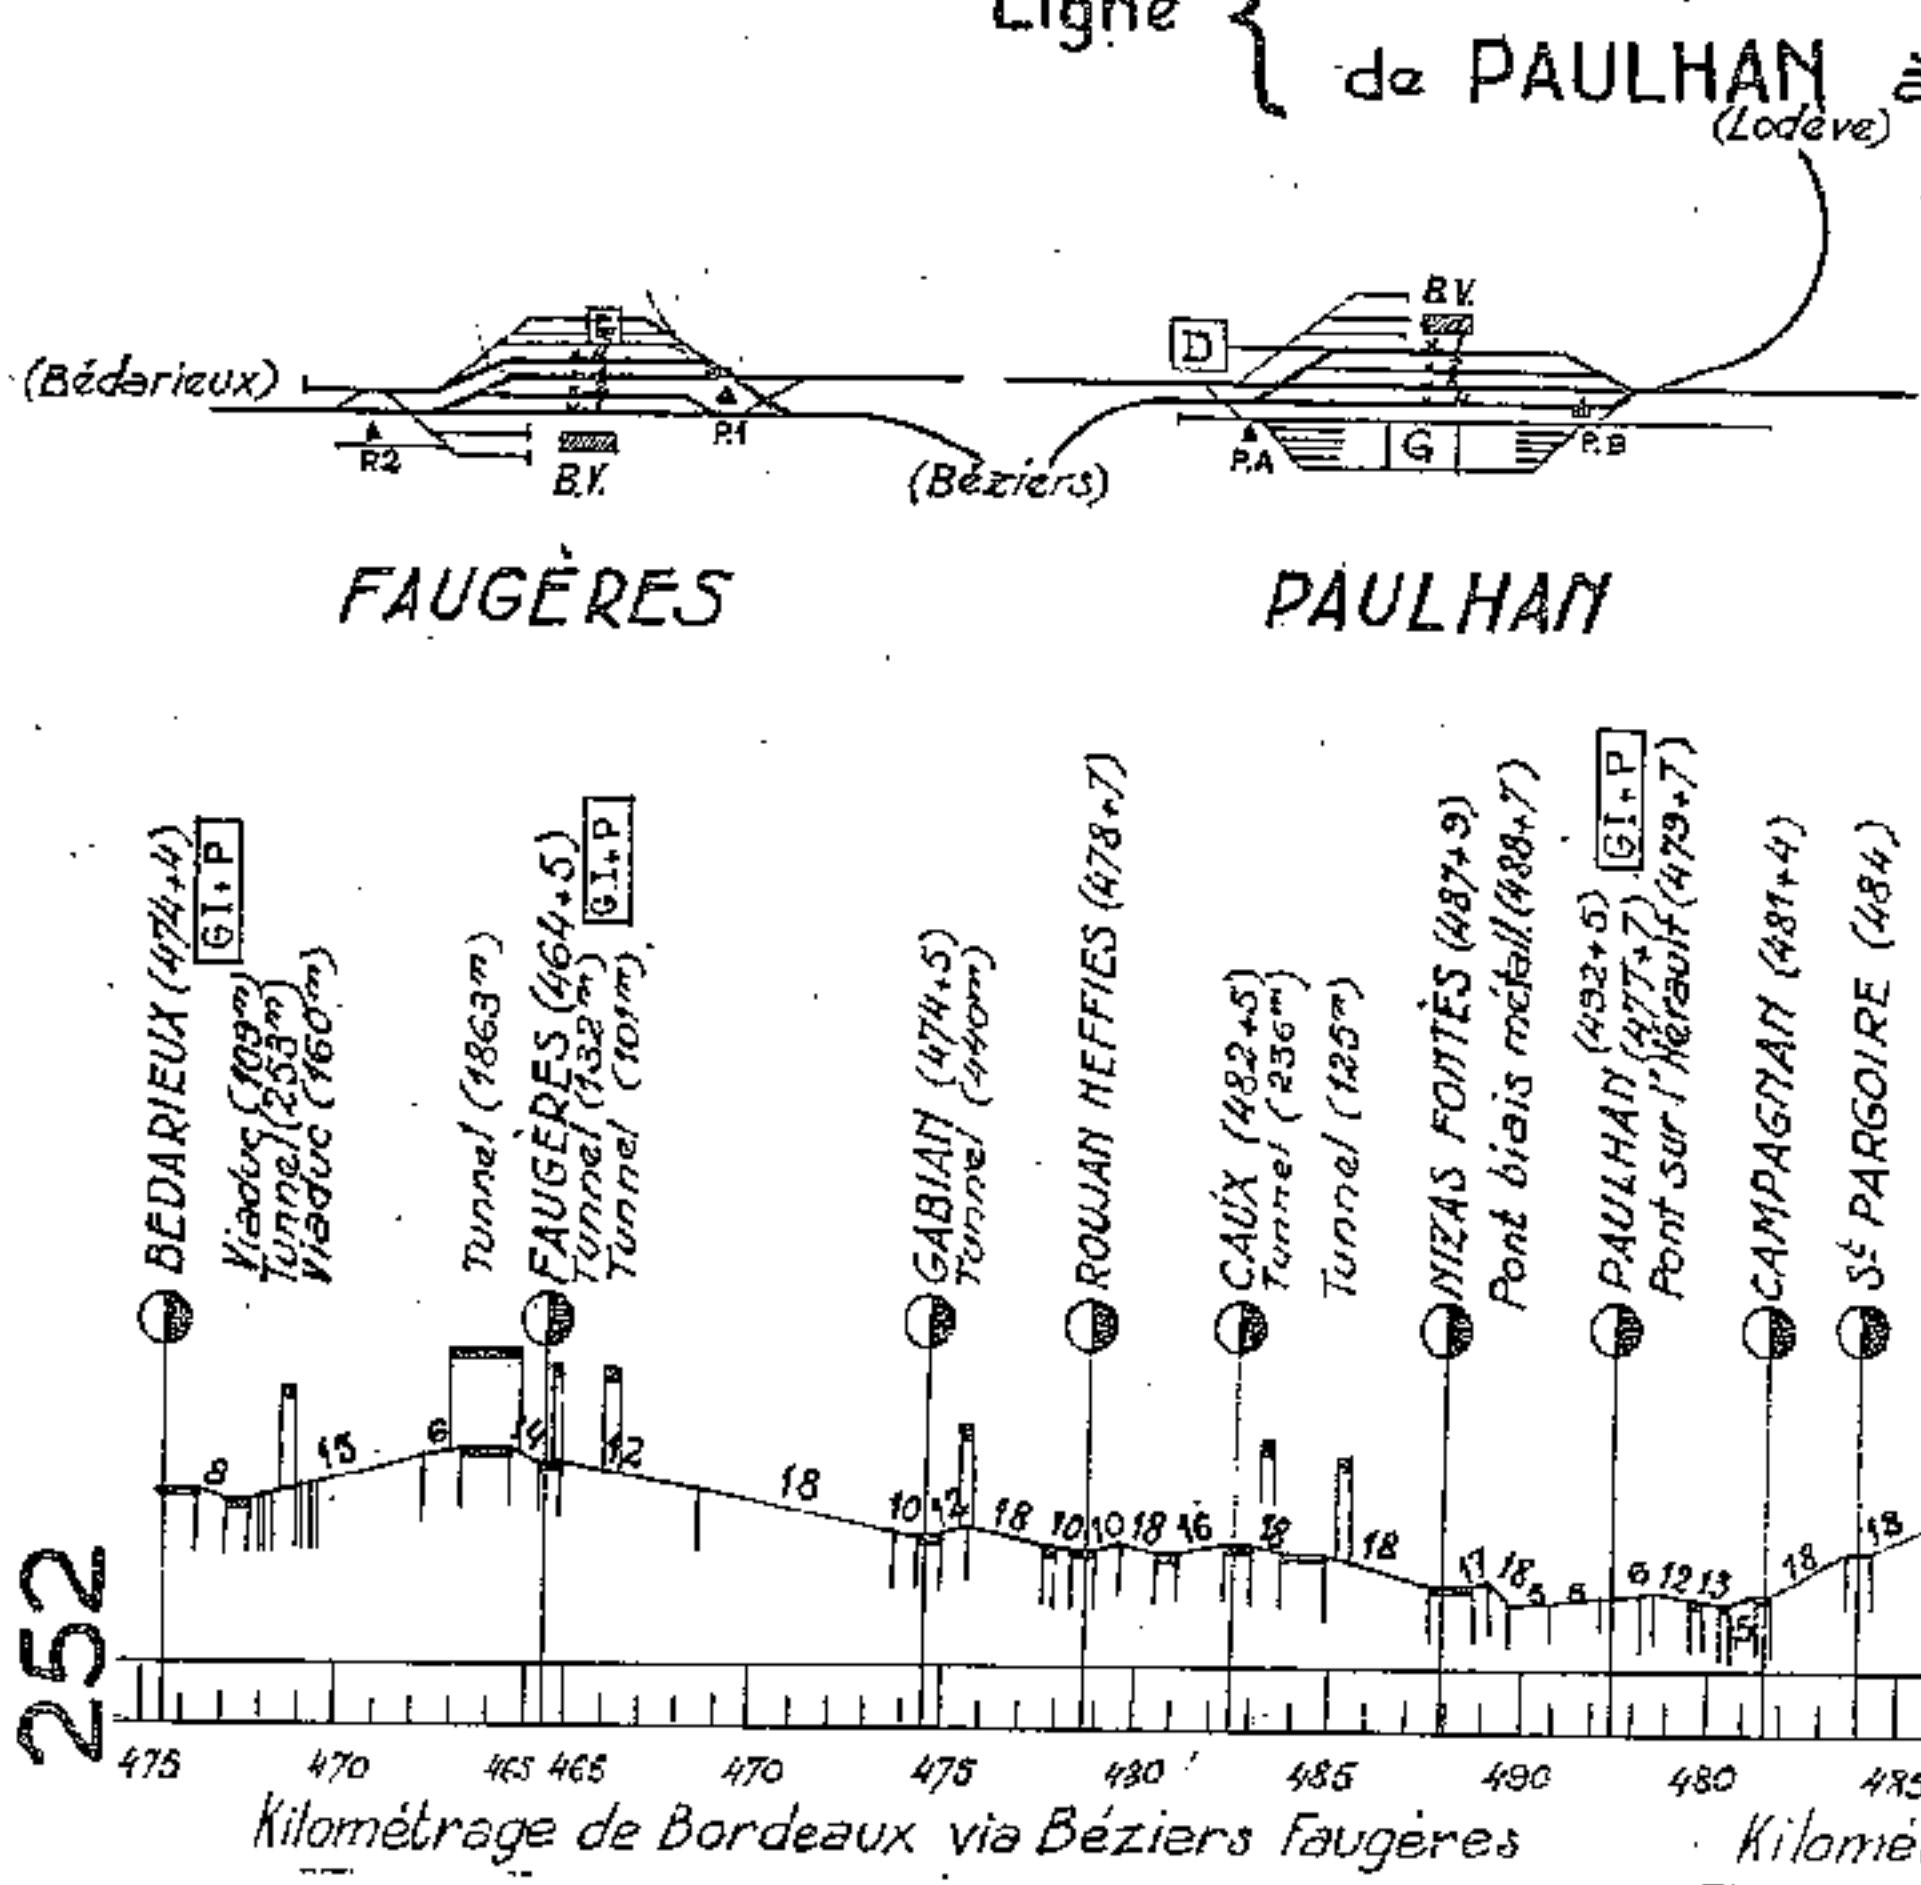 Ligne
de PAULHAN à
(Lodève)
B.V.
E
D
(Bédarieux)
P.1
P.2
B.V.
(Béziers)
P.A
G
P.B
FAUGÈRES
PAULHAN
BÉDARIEUX (474+4)
GI+P
Viaduc (109m)
Tunnel (253m)
Viaduc (160m)
Tunnel (1863m)
FAUGÈRES (464+5)
GI+P
Tunnel (132m)
Tunnel (101m)
GABIAN (474+5)
Tunnel (440m)
ROUJAN NEFFIES (478+7)
CAUX (482+5)
Tunnel (236m)
Tunnel (125m)
NIZAS FONTÈS (487+9)
Pont biais métall. (488+7)
PAULHAN (492+5) (477+7)
GI+P
Pont sur l'Hérault (479+7)
CAMPAGNAN (481+4)
St PARGOIRE (484)
8 15 6 4 12 18 10 12 18 10 10 18 16 18 18 17 18 5 6 6 12 13 15 18 18
252
475 470 465 465 470 475 480 485 490 480 485
Kilométrage de Bordeaux via Béziers Faugères
Kilomé